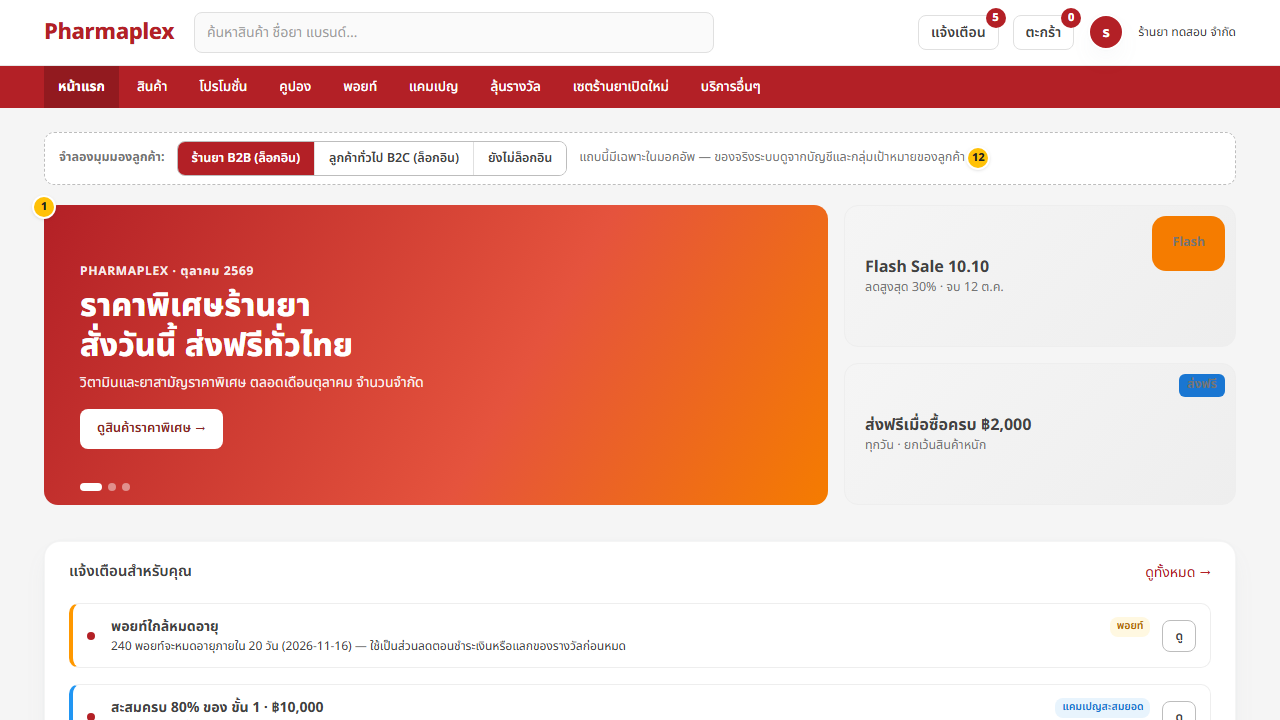 Pharmaplex
ค้นหาสินค้า ชื่อยา แบรนด์...
แจ้งเตือน 5
ตะกร้า 0
ร
ร้านยา ทดสอบ จำกัด
หน้าแรก สินค้า โปรโมชั่น คูปอง พอยท์ แคมเปญ ลุ้นรางวัล เซตร้านยาเปิดใหม่ บริการอื่นๆ
จำลองมุมมองลูกค้า: ร้านยา B2B (ล็อกอิน) ลูกค้าทั่วไป B2C (ล็อกอิน) ยังไม่ล็อกอิน แถบนี้มีเฉพาะในมอคอัพ — ของจริงระบบดูจากบัญชีและกลุ่มเป้าหมายของลูกค้า 12
1
PHARMAPLEX · ตุลาคม 2569
ราคาพิเศษร้านยา
สั่งวันนี้ ส่งฟรีทั่วไทย
วิตามินและยาสามัญราคาพิเศษ ตลอดเดือนตุลาคม จำนวนจำกัด
ดูสินค้าราคาพิเศษ →
Flash
Flash Sale 10.10
ลดสูงสุด 30% · จบ 12 ต.ค.
ส่งฟรี
ส่งฟรีเมื่อซื้อครบ ฿2,000
ทุกวัน · ยกเว้นสินค้าหนัก
แจ้งเตือนสำหรับคุณ
ดูทั้งหมด →
พอยท์ใกล้หมดอายุ
240 พอยท์จะหมดอายุภายใน 20 วัน (2026-11-16) — ใช้เป็นส่วนลดตอนชำระเงินหรือแลกของรางวัลก่อนหมด
พอยท์
ดู
สะสมครบ 80% ของ ขั้น 1 · ฿10,000
แคมเปญสะสมยอด
ดู